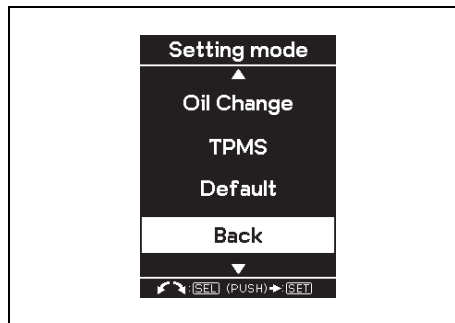 Setting mode
Oil Change
TPMS
Default
Back
:SEL (PUSH)➔:SET